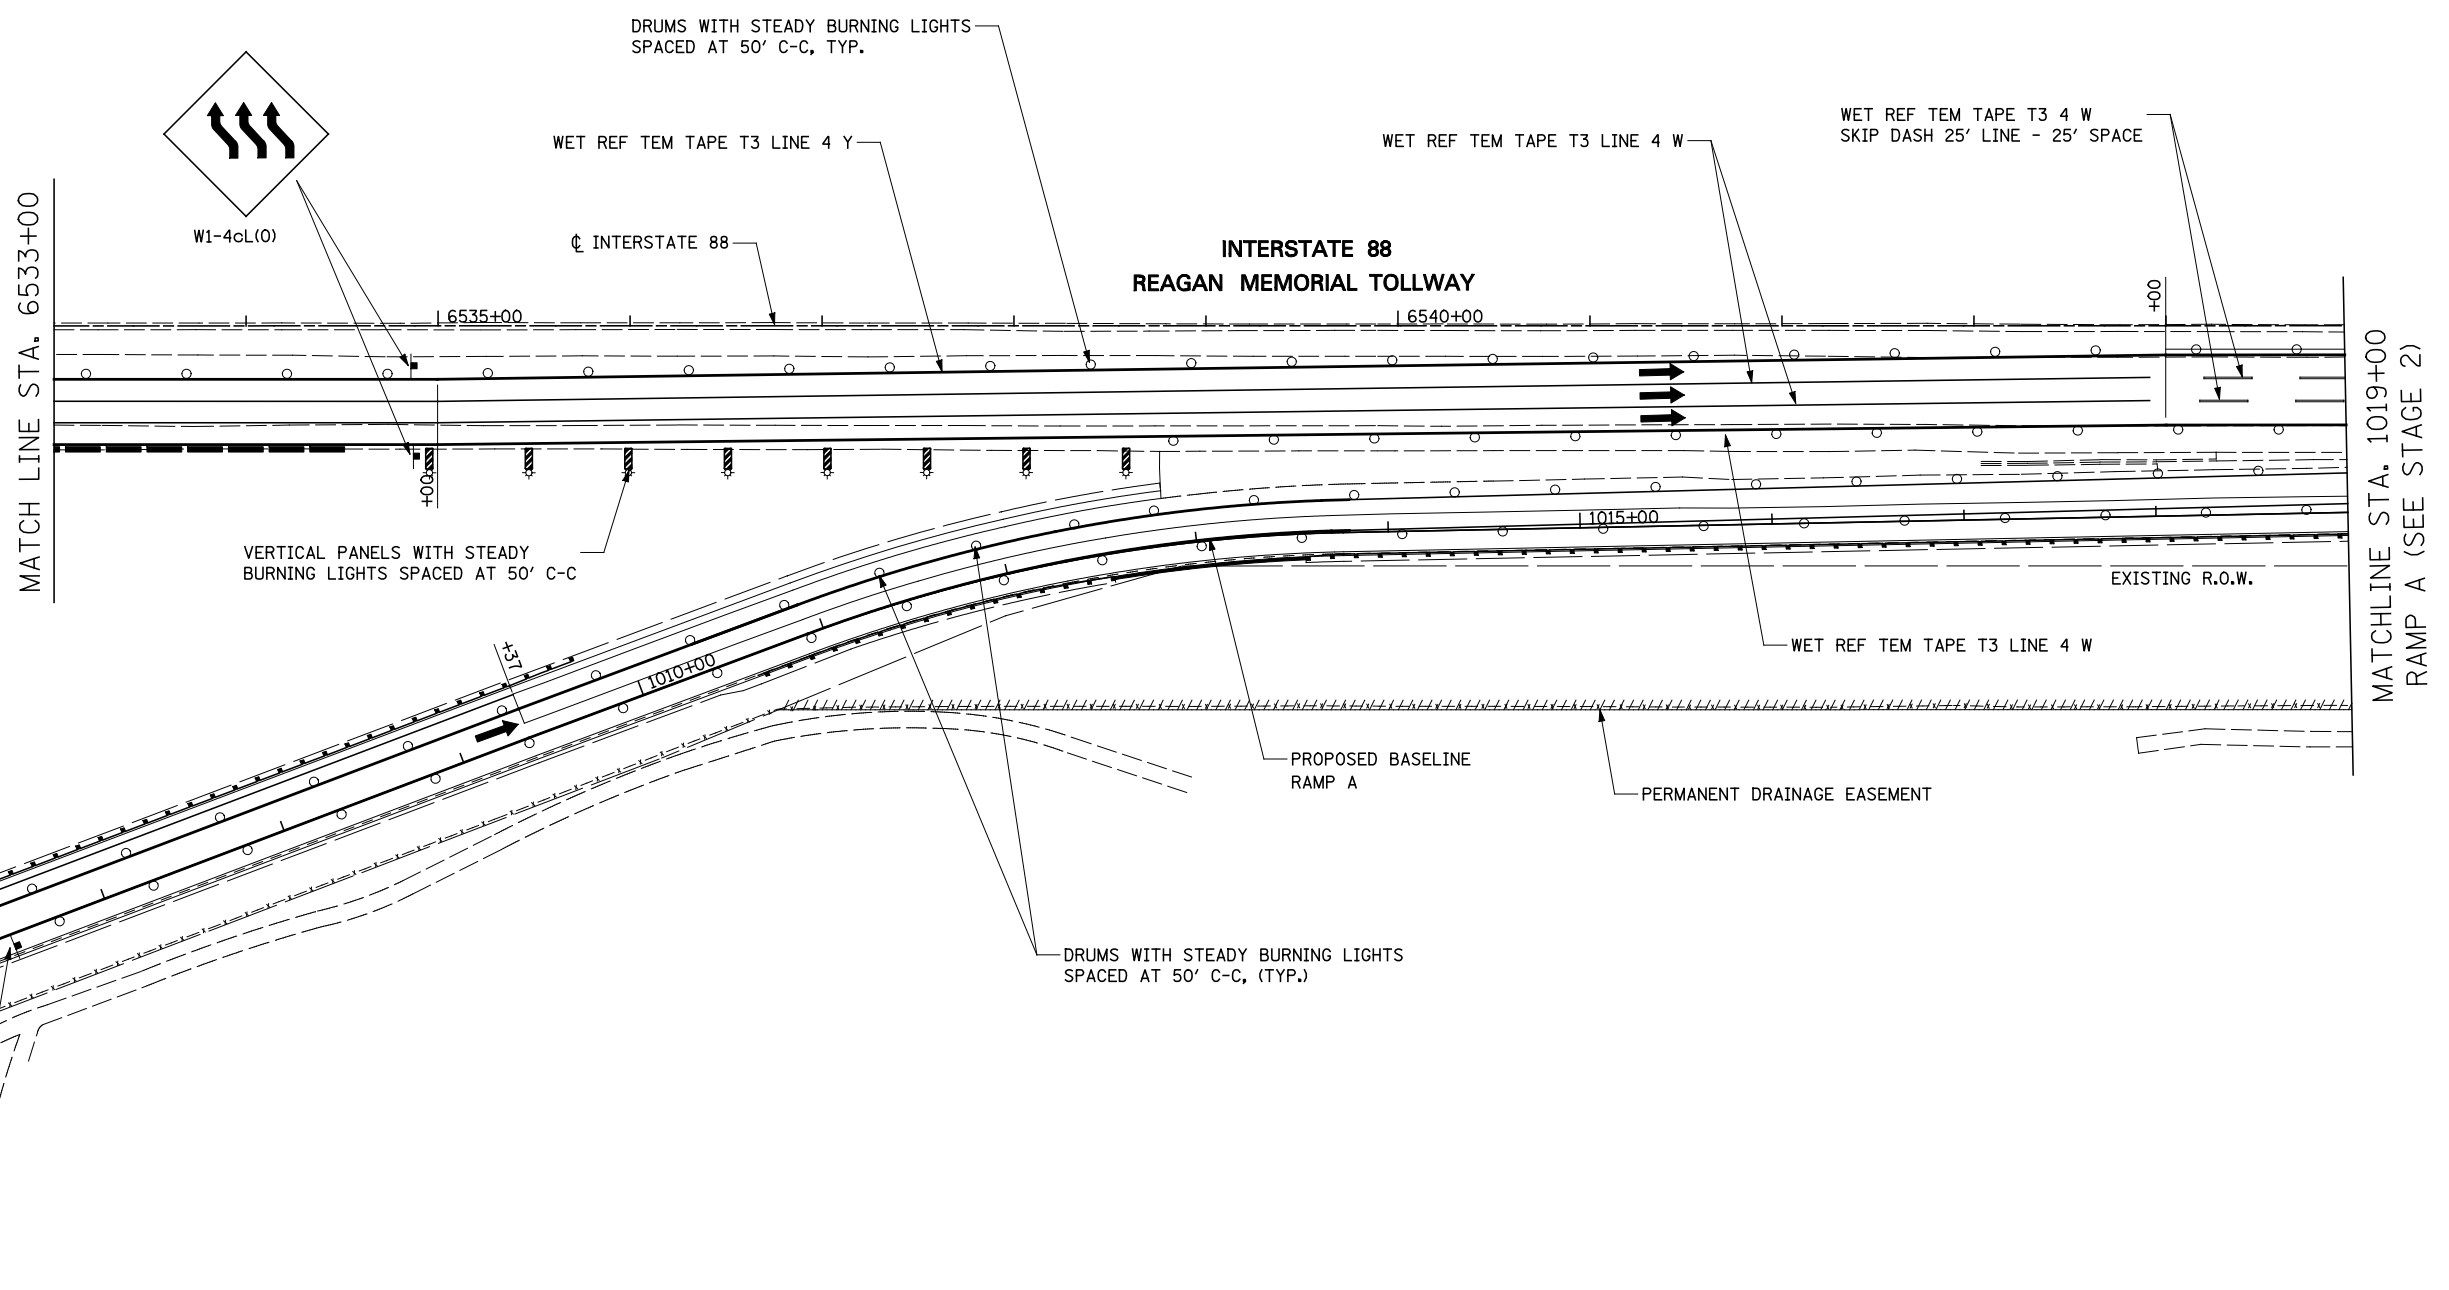 DRUMS WITH STEADY BURNING LIGHTS
SPACED AT 50' C-C, TYP.
WET REF TEM TAPE T3 LINE 4 Y
WET REF TEM TAPE T3 LINE 4 W
WET REF TEM TAPE T3 4 W
SKIP DASH 25' LINE - 25' SPACE
W1-4cL(O)
℄ INTERSTATE 88
INTERSTATE 88
REAGAN MEMORIAL TOLLWAY
MATCH LINE STA. 6533+00
6535+00
6540+00
+00
+00
VERTICAL PANELS WITH STEADY
BURNING LIGHTS SPACED AT 50' C-C
1015+00
EXISTING R.O.W.
MATCHLINE STA. 1019+00
RAMP A (SEE STAGE 2)
+37
1010+00
WET REF TEM TAPE T3 LINE 4 W
PROPOSED BASELINE
RAMP A
PERMANENT DRAINAGE EASEMENT
DRUMS WITH STEADY BURNING LIGHTS
SPACED AT 50' C-C, (TYP.)